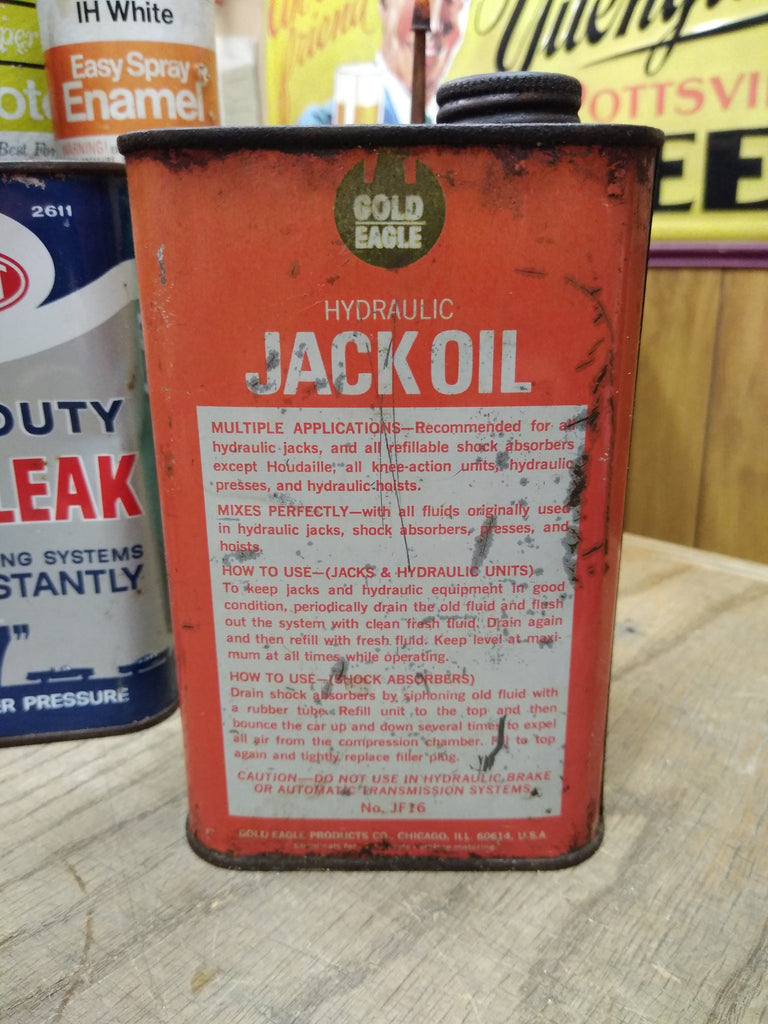 IH White
Easy Spray
Enamel
Best For
WARNING!
friend
Yuengling
POTTSVI
EE
2611
DUTY
LEAK
NG SYSTEMS
STANTLY
R PRESSURE
GOLD
EAGLE
HYDRAULIC
JACK OIL
MULTIPLE APPLICATIONS—Recommended for all
hydraulic jacks, and all refillable shock absorbers
except Houdaille, all knee-action units, hydraulic
presses, and hydraulic hoists.
MIXES PERFECTLY—with all fluids originally used
in hydraulic jacks, shock absorbers, presses, and
hoists.
HOW TO USE—(JACKS & HYDRAULIC UNITS)
To keep jacks and hydraulic equipment in good
condition, periodically drain the old fluid and flush
out the system with clean fresh fluid. Drain again
and then refill with fresh fluid. Keep level at maxi-
mum at all times while operating.
HOW TO USE—(SHOCK ABSORBERS)
Drain shock absorbers by siphoning old fluid with
a rubber tube. Refill unit to the top and then
bounce the car up and down several times to expel
all air from the compression chamber. Fill to top
again and tightly replace filler plug.
CAUTION—DO NOT USE IN HYDRAULIC BRAKE
OR AUTOMATIC TRANSMISSION SYSTEMS.
No. JF16
GOLD EAGLE PRODUCTS CO., CHICAGO, ILL. 60614, U.S.A.